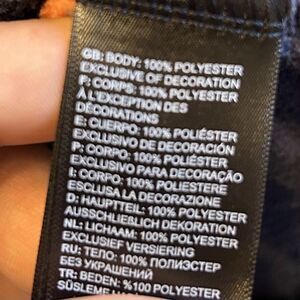 GB: BODY: 100% POLYESTER
EXCLUSIVE OF DECORATION
F: CORPS: 100% POLYESTER
À L'EXCEPTION DES
DÉCORATIONS
E: CUERPO: 100% POLIÉSTER
EXCLUSIVO DE DECORACIÓN
P: CORPO: 100% POLIÉSTER
EXCLUSIVO PARA DECORAÇÃO
I: CORPO: 100% POLIESTERE
ESCLUSA LA DECORAZIONE
D: HAUPTTEIL: 100% POLYESTER
AUSSCHLIEßLICH DEKORATION
NL: LICHAAM: 100% POLYESTER
EXCLUSIEF VERSIERING
RU: ТЕЛО: 100% ПОЛИЭСТЕР
БЕЗ УКРАШЕНИЙ
TR: BEDEN: %100 POLYESTER
SÜSLEME